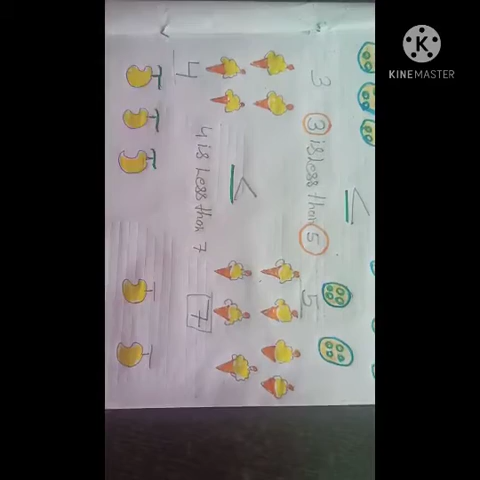 KINEMASTER
<
3 5
3 is less than 5
<
4 7
4 is Less than 7